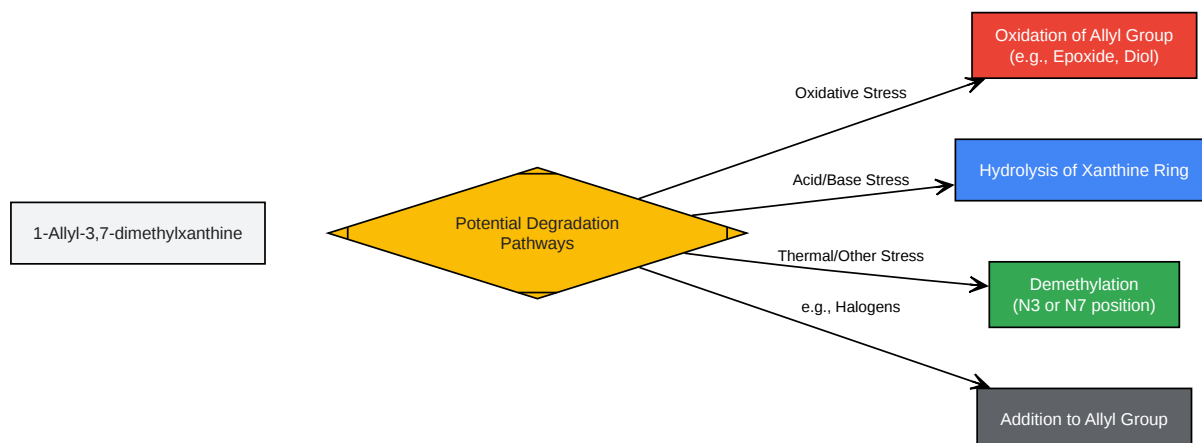 1-Allyl-3,7-dimethylxanthine
Potential Degradation
Pathways
Oxidative Stress
Oxidation of Allyl Group
(e.g., Epoxide, Diol)
Acid/Base Stress
Hydrolysis of Xanthine Ring
Thermal/Other Stress
Demethylation
(N3 or N7 position)
e.g., Halogens
Addition to Allyl Group